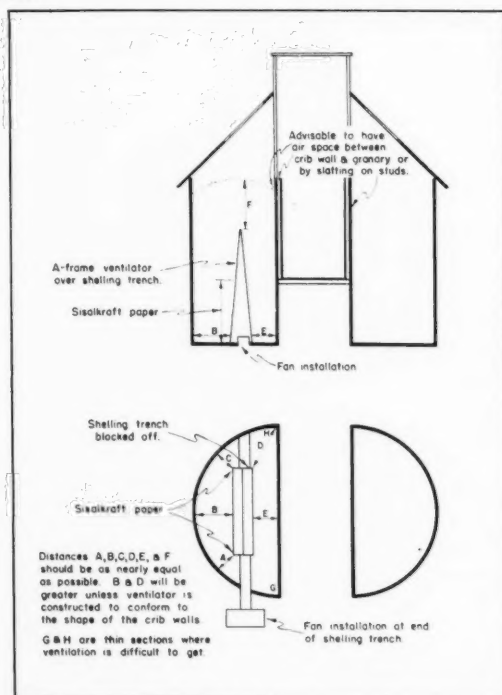 Advisable to have
air space between
crib wall & granary or
by slatting on studs.
F
A-frame ventilator
over shelling trench.
Sisalkraft paper
B
E
Fan installation
Shelling trench
blocked off.
H
D
C
Sisalkraft paper
B
E
A
G
Distances A,B,C,D,E, & F
should be as nearly equal
as possible. B & D will be
greater unless ventilator is
constructed to conform to
the shape of the crib walls
G & H are thin sections where
ventilation is difficult to get.
Fan installation at end
of shelling trench